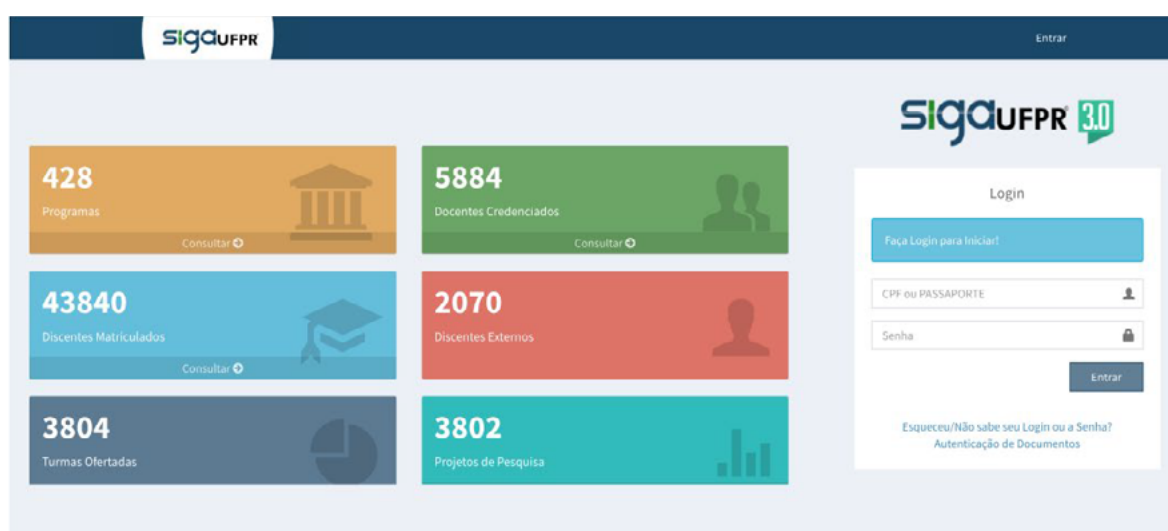 sigaUFPR
Entrar
sigaUFPR 3.0
428
Programas
Consultar
5884
Docentes Credenciados
Consultar
43840
Discentes Matriculados
Consultar
2070
Discentes Externos
3804
Turmas Ofertadas
3802
Projetos de Pesquisa
Login
Faça Login para Iniciar!
CPF ou PASSAPORTE
Senha
Entrar
Esqueceu/Não sabe seu Login ou a Senha?
Autenticação de Documentos